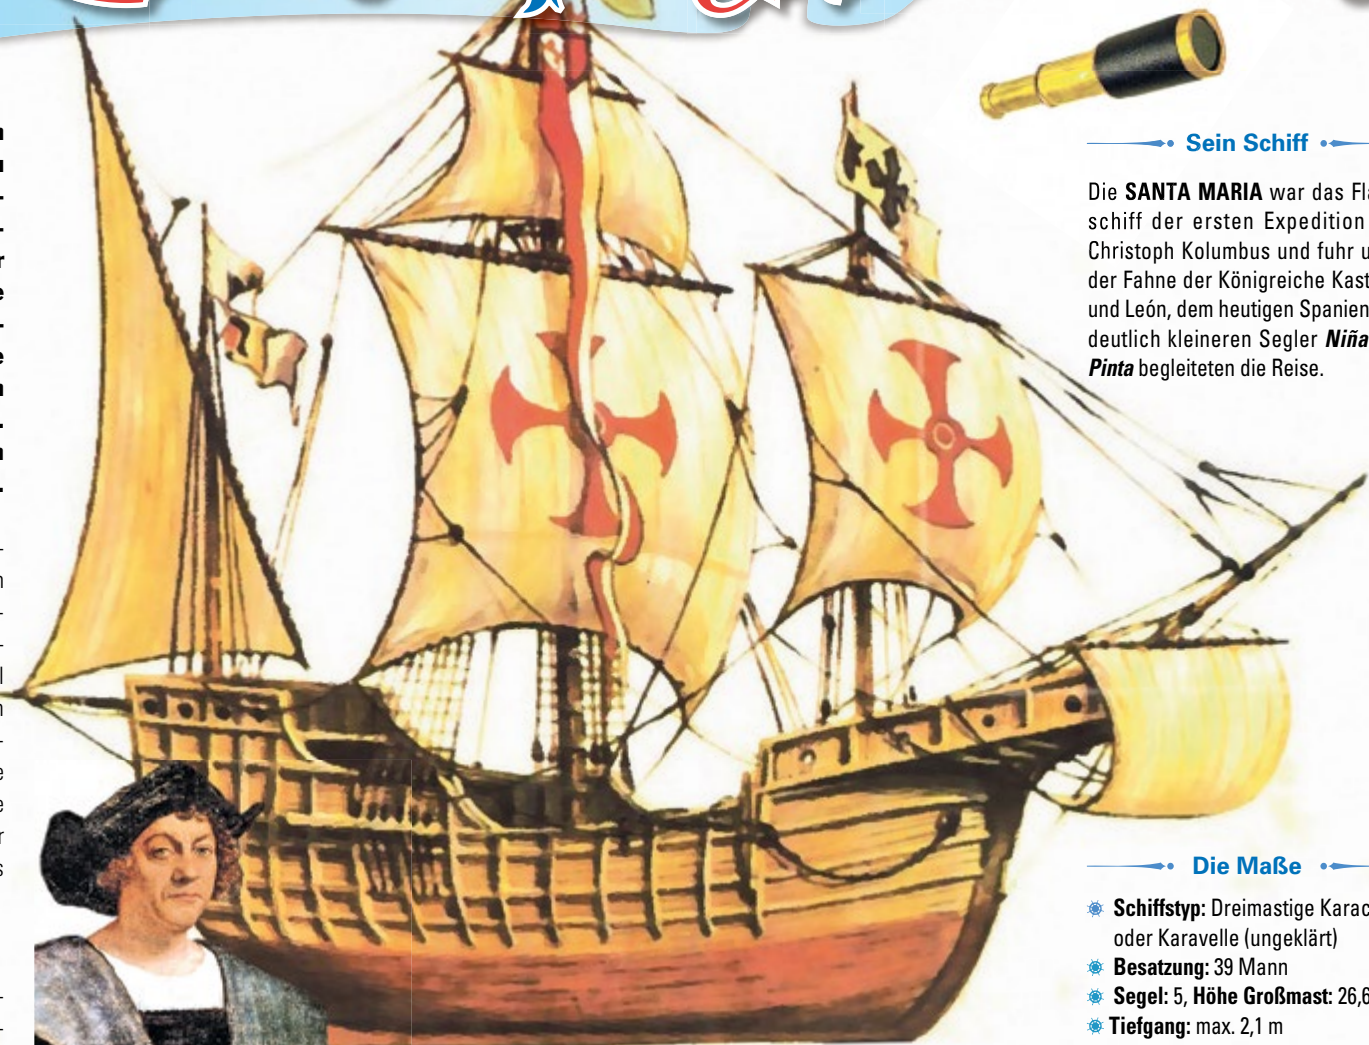 Sein Schiff
Die SANTA MARIA war das Fla
schiff der ersten Expedition
Christoph Kolumbus und fuhr u
der Fahne der Königreiche Kast
und León, dem heutigen Spanien
deutlich kleineren Segler Niña
Pinta begleiteten die Reise.
Die Maße
Schiffstyp: Dreimastige Karac
oder Karavelle (ungeklärt)
Besatzung: 39 Mann
Segel: 5, Höhe Großmast: 26,6
Tiefgang: max. 2,1 m